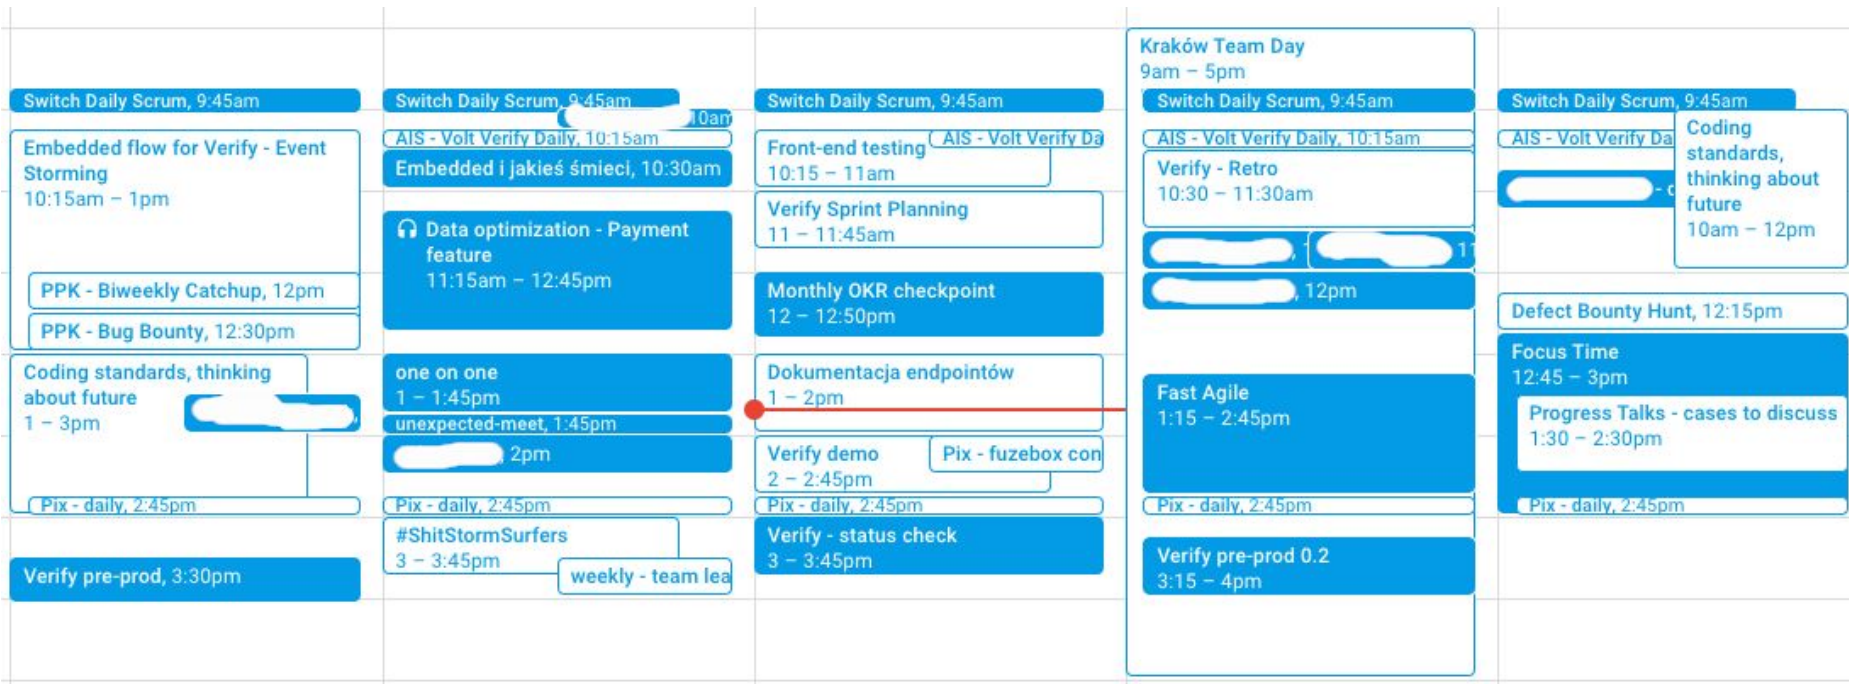 Switch Daily Scrum, 9:45am
Embedded flow for Verify - Event
Storming
10:15am – 1pm
PPK - Biweekly Catchup, 12pm
PPK - Bug Bounty, 12:30pm
Coding standards, thinking
about future
1 – 3pm
Pix - daily, 2:45pm
Verify pre-prod, 3:30pm
Switch Daily Scrum, 9:45am
10am
AIS - Volt Verify Daily, 10:15am
Embedded i jakieś śmieci, 10:30am
Data optimization - Payment
feature
11:15am – 12:45pm
one on one
1 – 1:45pm
unexpected-meet, 1:45pm
2pm
Pix - daily, 2:45pm
#ShitStormSurfers
3 – 3:45pm
weekly - team lea
Switch Daily Scrum, 9:45am
AIS - Volt Verify Da
Front-end testing
10:15 – 11am
Verify Sprint Planning
11 – 11:45am
Monthly OKR checkpoint
12 – 12:50pm
Dokumentacja endpointów
1 – 2pm
Verify demo
2 – 2:45pm
Pix - fuzebox con
Pix - daily, 2:45pm
Verify - status check
3 – 3:45pm
Kraków Team Day
9am – 5pm
Switch Daily Scrum, 9:45am
AIS - Volt Verify Daily, 10:15am
Verify - Retro
10:30 – 11:30am
11
, 12pm
Fast Agile
1:15 – 2:45pm
Pix - daily, 2:45pm
Verify pre-prod 0.2
3:15 – 4pm
Switch Daily Scrum, 9:45am
AIS - Volt Verify Da
Coding
standards,
thinking about
future
10am – 12pm
Defect Bounty Hunt, 12:15pm
Focus Time
12:45 – 3pm
Progress Talks - cases to discuss
1:30 – 2:30pm
Pix - daily, 2:45pm